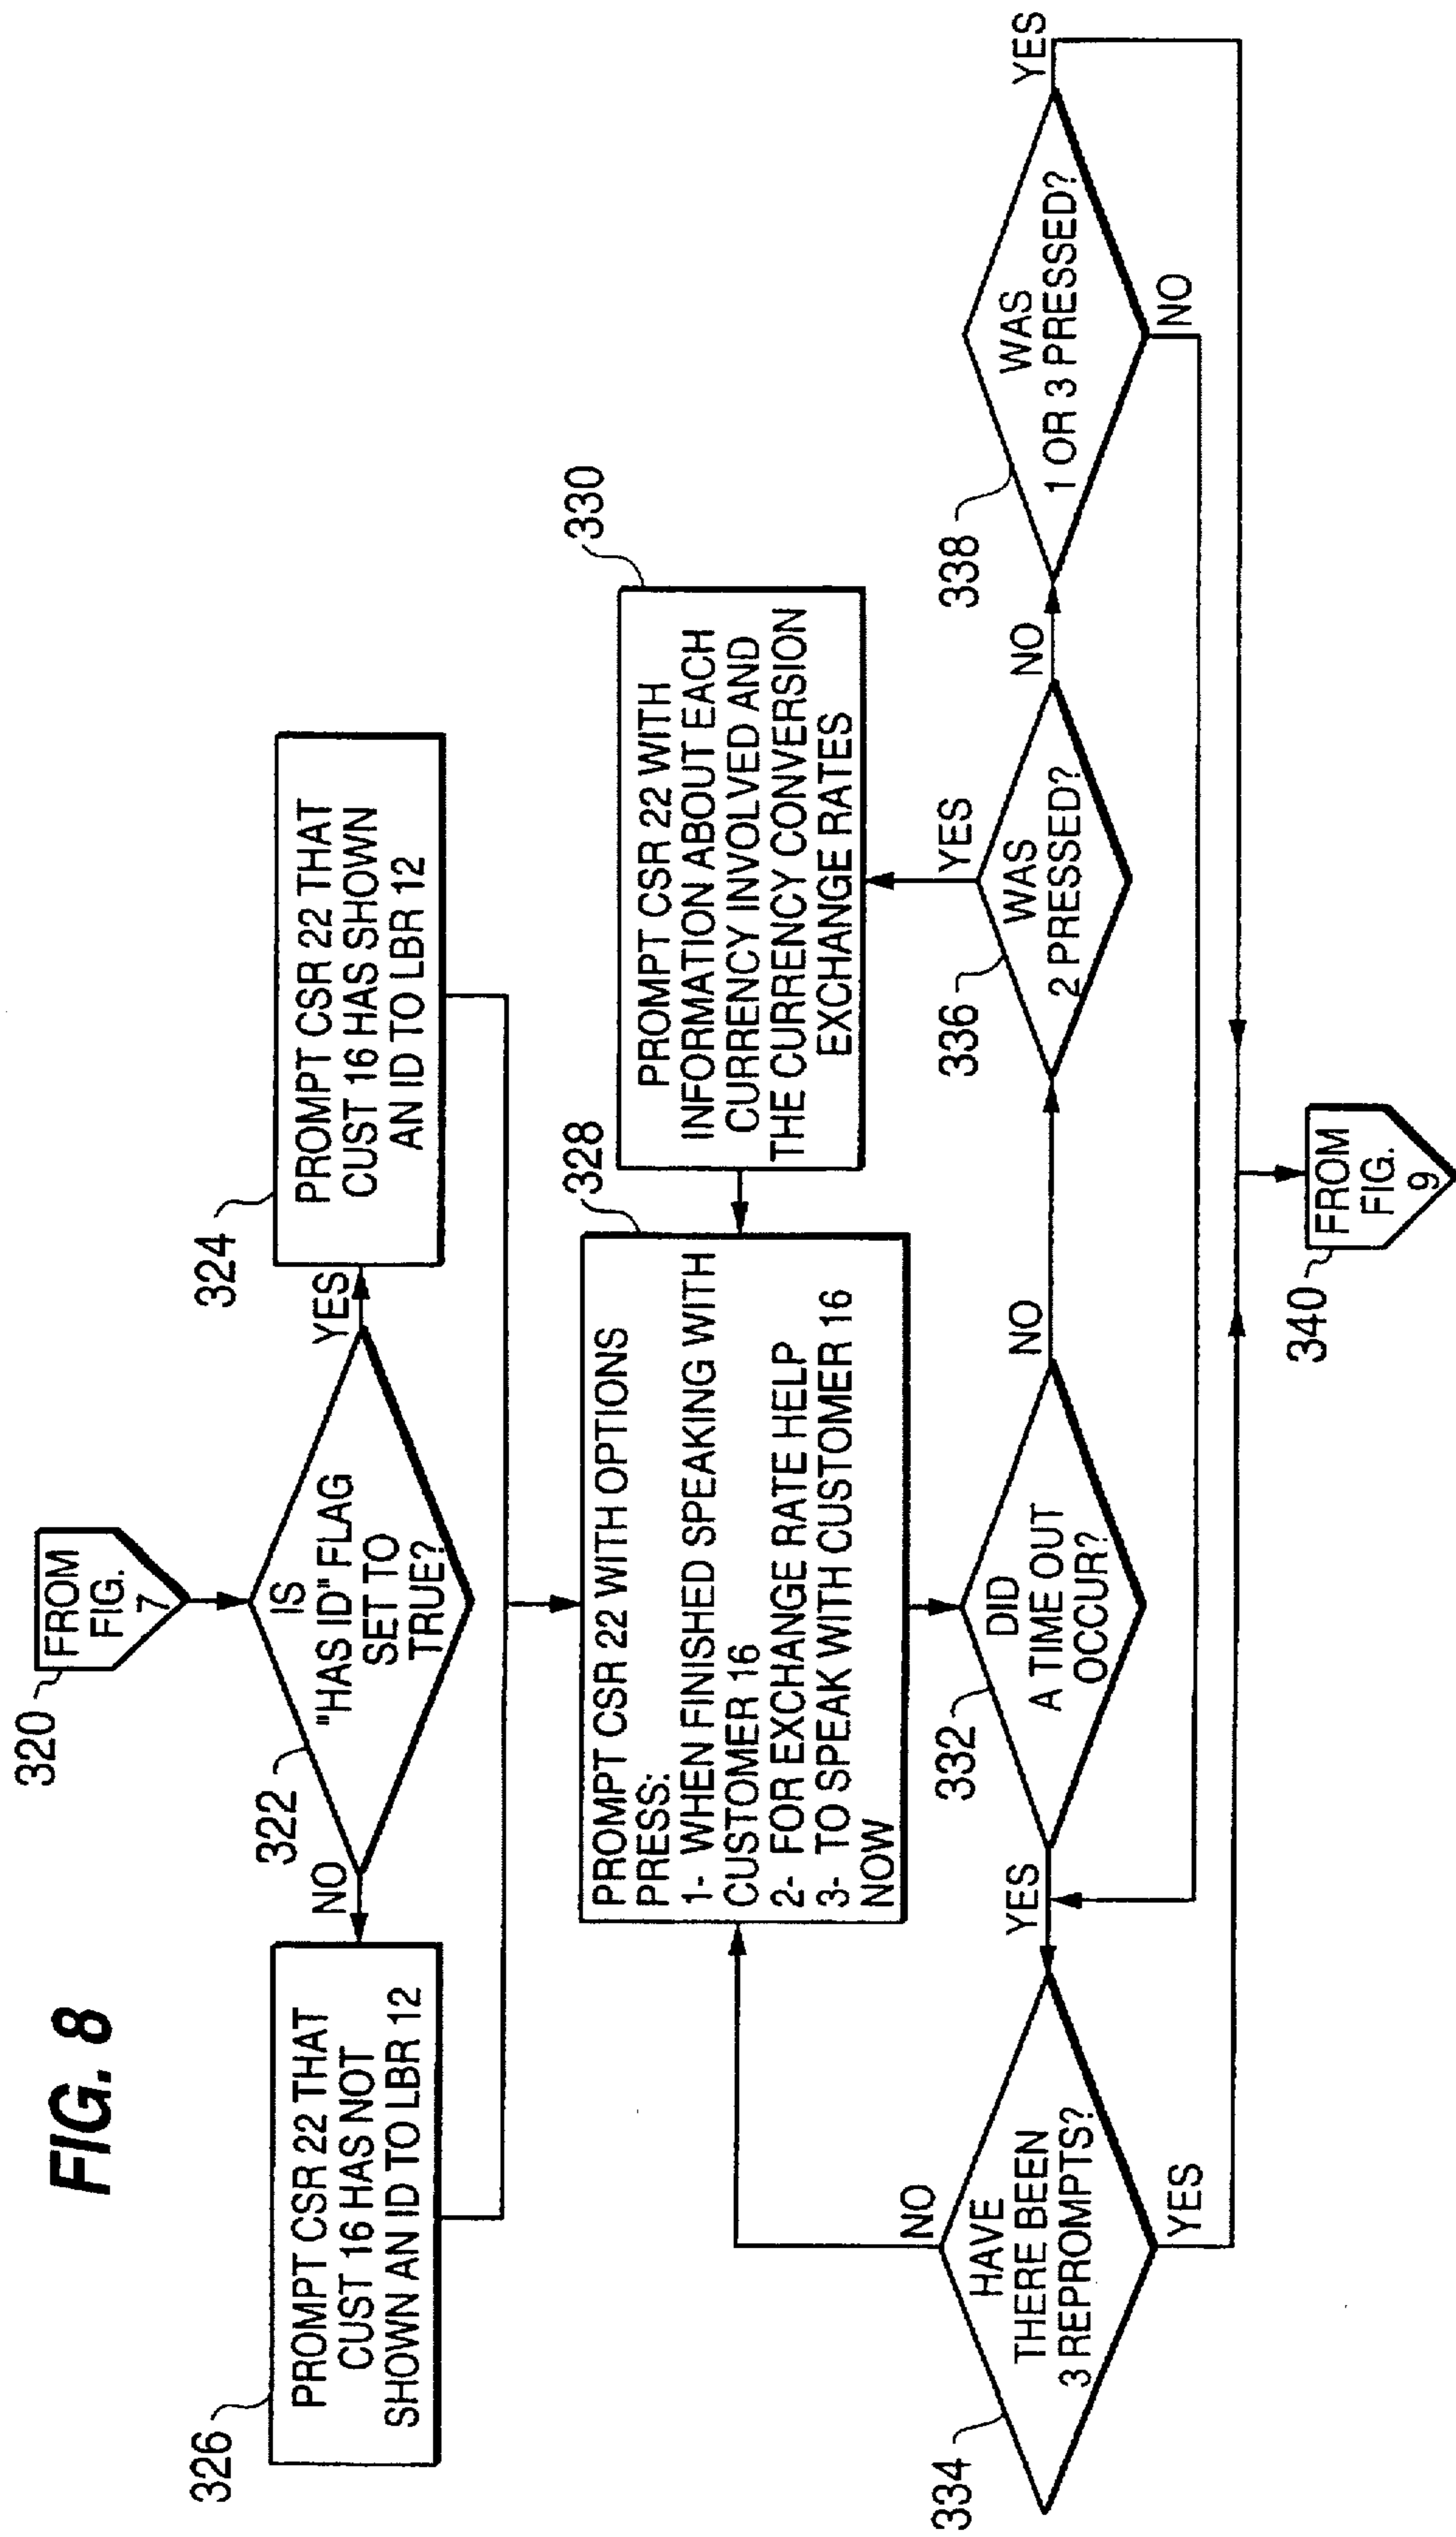 FIG. 8
320
FROM
FIG.
7
322
IS
"HAS ID" FLAG
SET TO
TRUE?
NO
YES
326
PROMPT CSR 22 THAT
CUST 16 HAS NOT
SHOWN AN ID TO LBR 12
324
PROMPT CSR 22 THAT
CUST 16 HAS SHOWN
AN ID TO LBR 12
328
PROMPT CSR 22 WITH OPTIONS
PRESS:
1- WHEN FINISHED SPEAKING WITH
CUSTOMER 16
2- FOR EXCHANGE RATE HELP
3- TO SPEAK WITH CUSTOMER 16
NOW
330
PROMPT CSR 22 WITH
INFORMATION ABOUT EACH
CURRENCY INVOLVED AND
THE CURRENCY CONVERSION
EXCHANGE RATES
334
HAVE
THERE BEEN
3 REPROMPTS?
NO
YES
332
DID
A TIME OUT
OCCUR?
YES
NO
336
WAS
2 PRESSED?
YES
NO
338
WAS
1 OR 3 PRESSED?
YES
NO
340
FROM
FIG.
9